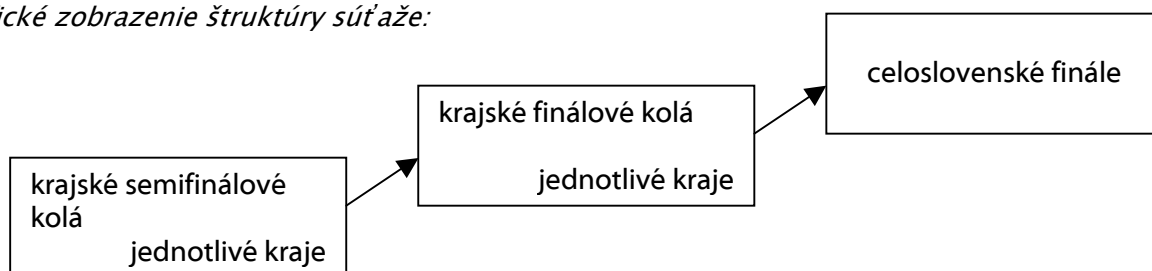 ické zobrazenie štruktúry súťaže:
celoslovenské finále
krajské finálové kolá
jednotlivé kraje
krajské semifinálové
kolá
jednotlivé kraje